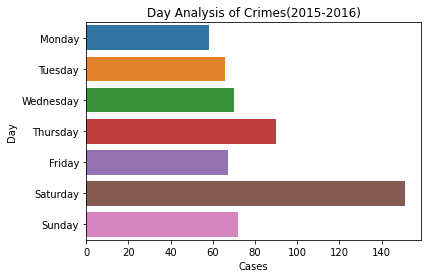 Day Analysis of Crimes(2015-2016)
Day
Monday
Tuesday
Wednesday
Thursday
Friday
Saturday
Sunday
0 20 40 60 80 100 120 140
Cases